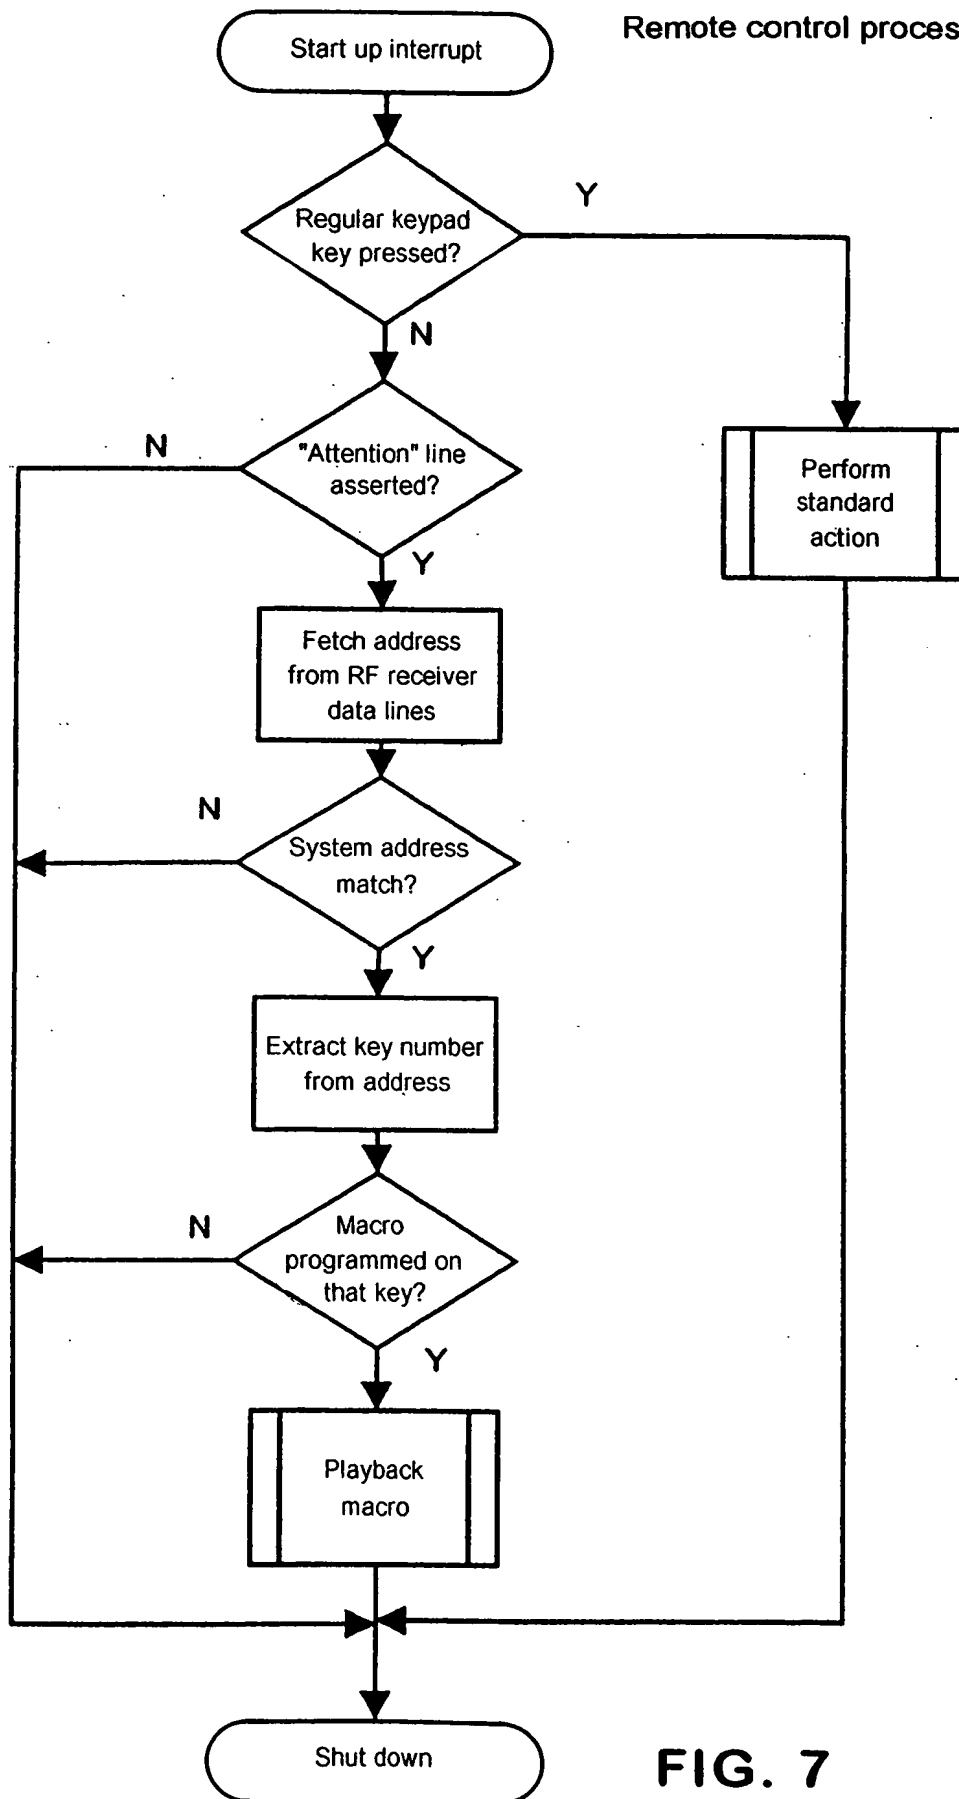 Remote control proces
Start up interrupt
Regular keypad
key pressed?
Y
N
"Attention" line
asserted?
N
Y
Perform
standard
action
Fetch address
from RF receiver
data lines
System address
match?
N
Y
Extract key number
from address
Macro
programmed on
that key?
N
Y
Playback
macro
Shut down
FIG. 7